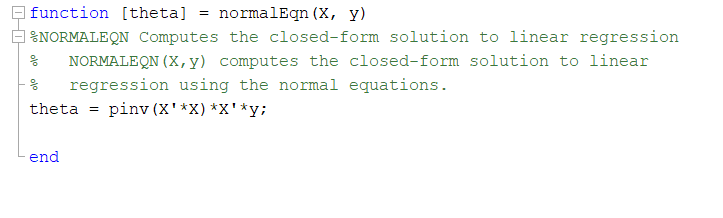 function [theta] = normalEqn(X, y)
%NORMALEQN Computes the closed-form solution to linear regression
%   NORMALEQN(X,y) computes the closed-form solution to linear
%   regression using the normal equations.
theta = pinv(X'*X)*X'*y;
end